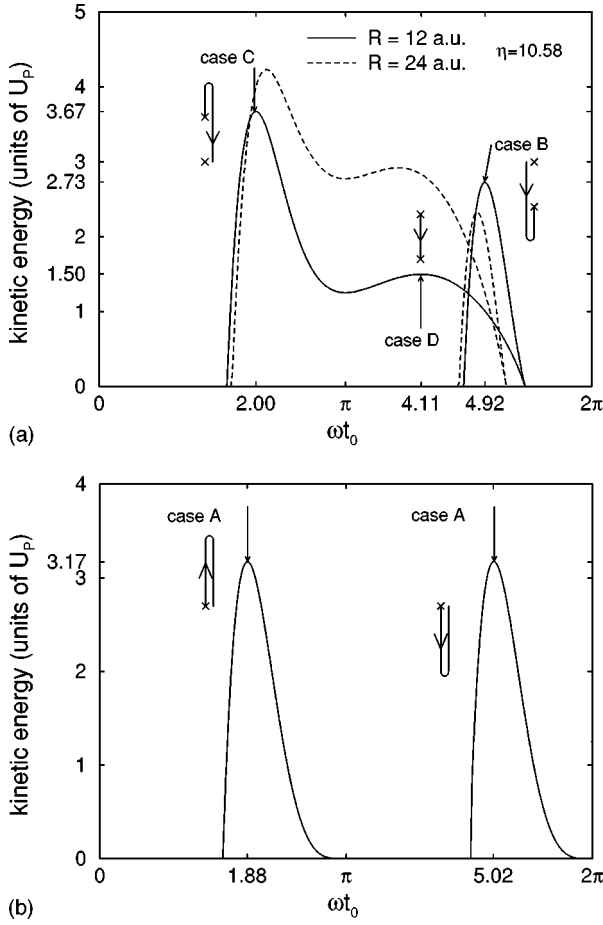 5
4
3.67
3
2.73
2
1.50
1
0
kinetic energy (units of U_P)
case C
R = 12 a.u.
R = 24 a.u.
η=10.58
case B
case D
0
2.00
π
4.11
4.92
2π
ωt₀
(a)
4
3.17
3
2
1
0
kinetic energy (units of U_P)
case A
case A
0
1.88
π
5.02
2π
ωt₀
(b)